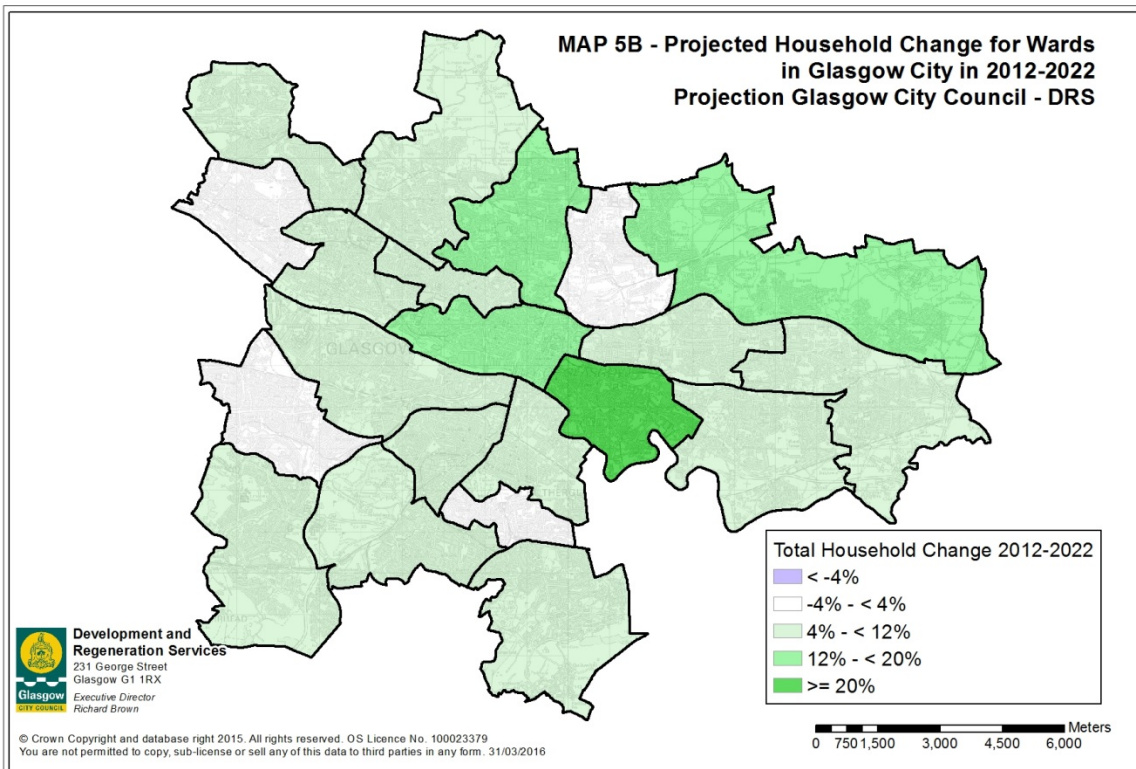 MAP 5B - Projected Household Change for Wards
in Glasgow City in 2012-2022
Projection Glasgow City Council - DRS
GLASGOW
Total Household Change 2012-2022
< -4%
-4% - < 4%
4% - < 12%
12% - < 20%
>= 20%
Development and
Regeneration Services
231 George Street
Glasgow G1 1RX
Executive Director
Richard Brown
Glasgow
CITY COUNCIL
Meters
0 750 1,500 3,000 4,500 6,000
© Crown Copyright and database right 2015. All rights reserved. OS Licence No. 100023379
You are not permitted to copy, sub-license or sell any of this data to third parties in any form. 31/03/2016